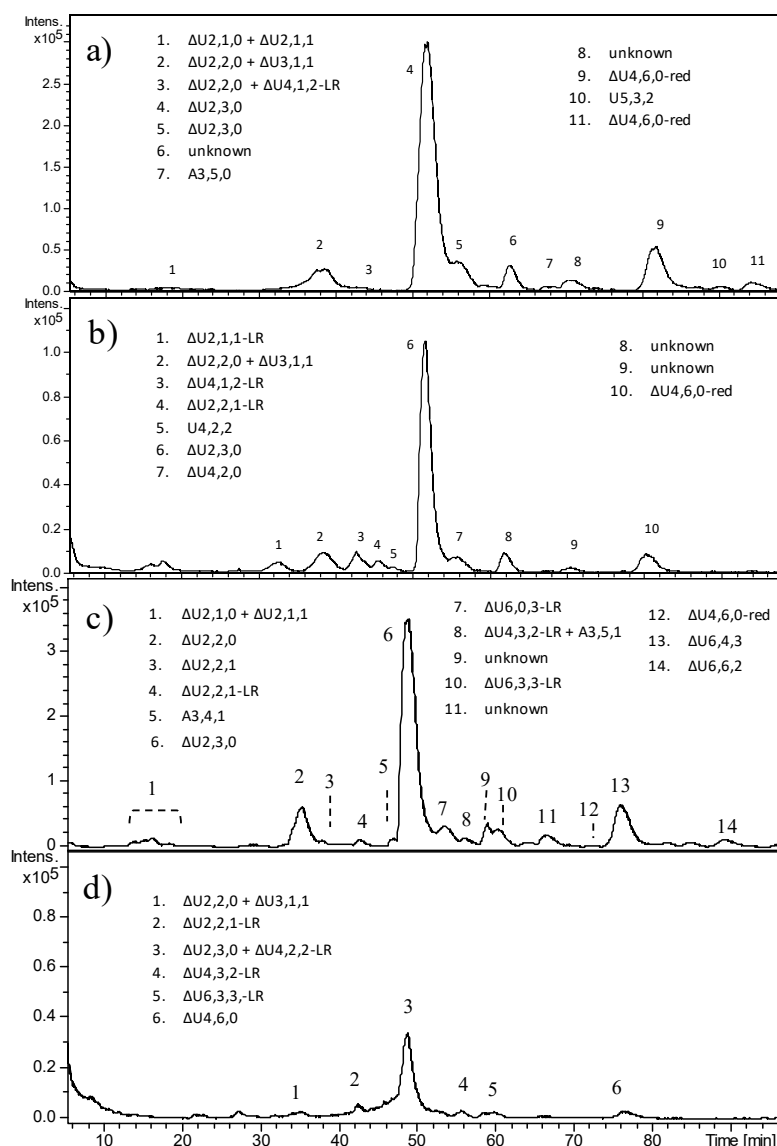 Intens.
x10⁵
a)
1. ΔU2,1,0 + ΔU2,1,1
2. ΔU2,2,0 + ΔU3,1,1
3. ΔU2,2,0 + ΔU4,1,2-LR
4. ΔU2,3,0
5. ΔU2,3,0
6. unknown
7. A3,5,0
8. unknown
9. ΔU4,6,0-red
10. U5,3,2
11. ΔU4,6,0-red
2.5
2.0
1.5
1.0
0.5
0.0
1
2
3
4
5
6
7
8
9
10
11
Intens.
x10⁵
b)
1. ΔU2,1,1-LR
2. ΔU2,2,0 + ΔU3,1,1
3. ΔU4,1,2-LR
4. ΔU2,2,1-LR
5 U4,2,2
6. ΔU2,3,0
7. ΔU4,2,0
8. unknown
9. unknown
10. ΔU4,6,0-red
1.0
0.8
0.6
0.4
0.2
0.0
1
2
3
4
5
6
7
8
9
10
Intens.
x10⁵
c)
1. ΔU2,1,0 + ΔU2,1,1
2. ΔU2,2,0
3. ΔU2,2,1
4. ΔU2,2,1-LR
5. A3,4,1
6. ΔU2,3,0
7. ΔU6,0,3-LR
8. ΔU4,3,2-LR + A3,5,1
9. unknown
10. ΔU6,3,3-LR
11. unknown
12. ΔU4,6,0-red
13. ΔU6,4,3
14. ΔU6,6,2
3
2
1
0
1
2
3
4
5
6
7
8
9
10
11
12
13
14
Intens.
x10⁵
d)
1. ΔU2,2,0 + ΔU3,1,1
2. ΔU2,2,1-LR
3. ΔU2,3,0 + ΔU4,2,2-LR
4. ΔU4,3,2-LR
5. ΔU6,3,3,-LR
6. ΔU4,6,0
0.8
0.6
0.4
0.2
0.0
1
2
3
4
5
6
10 20 30 40 50 60 70 80 Time [min]